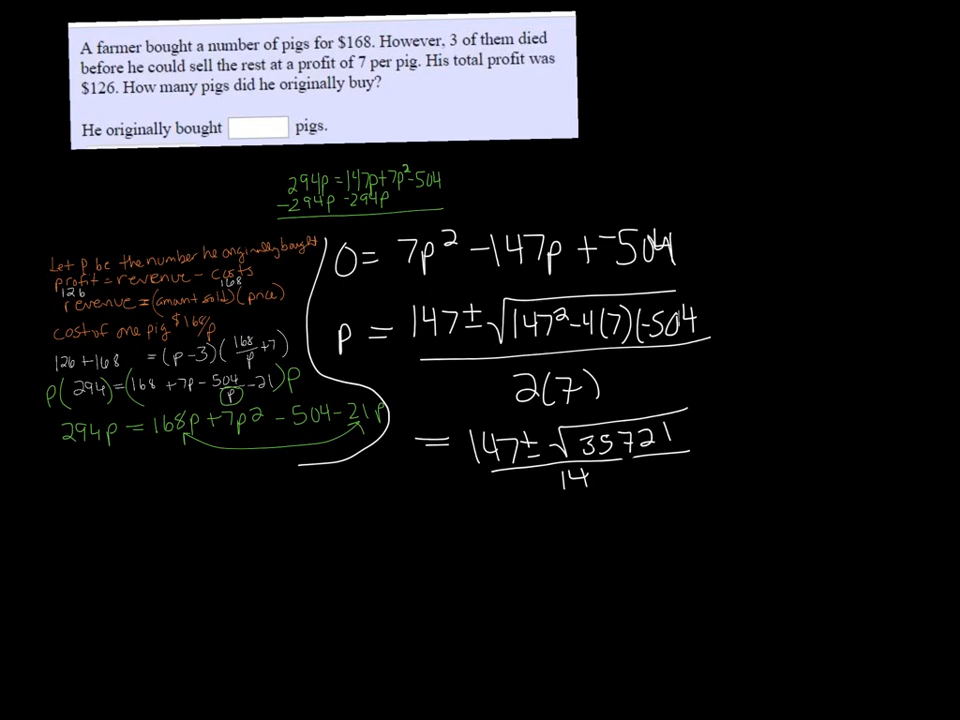 A farmer bought a number of pigs for $168. However, 3 of them died
before he could sell the rest at a profit of 7 per pig. His total profit was
$126. How many pigs did he originally buy?
He originally bought pigs.
294p = 147p + 7p² - 504
-294p -294p
Let p be the number he originally bought
profit = revenue - costs
126 168
revenue = (amant sold)(price)
cost of one pig $168/p
126 + 168 = (p - 3)(168/p + 7)
p(294) = (168 + 7p - 504/p - 21)p
294p = 168p + 7p² - 504 - 21p
0 = 7p² - 147p + -504
p = 147 ± √147² - 4(7)(-504
2(7)
= 147 ± √35721
14